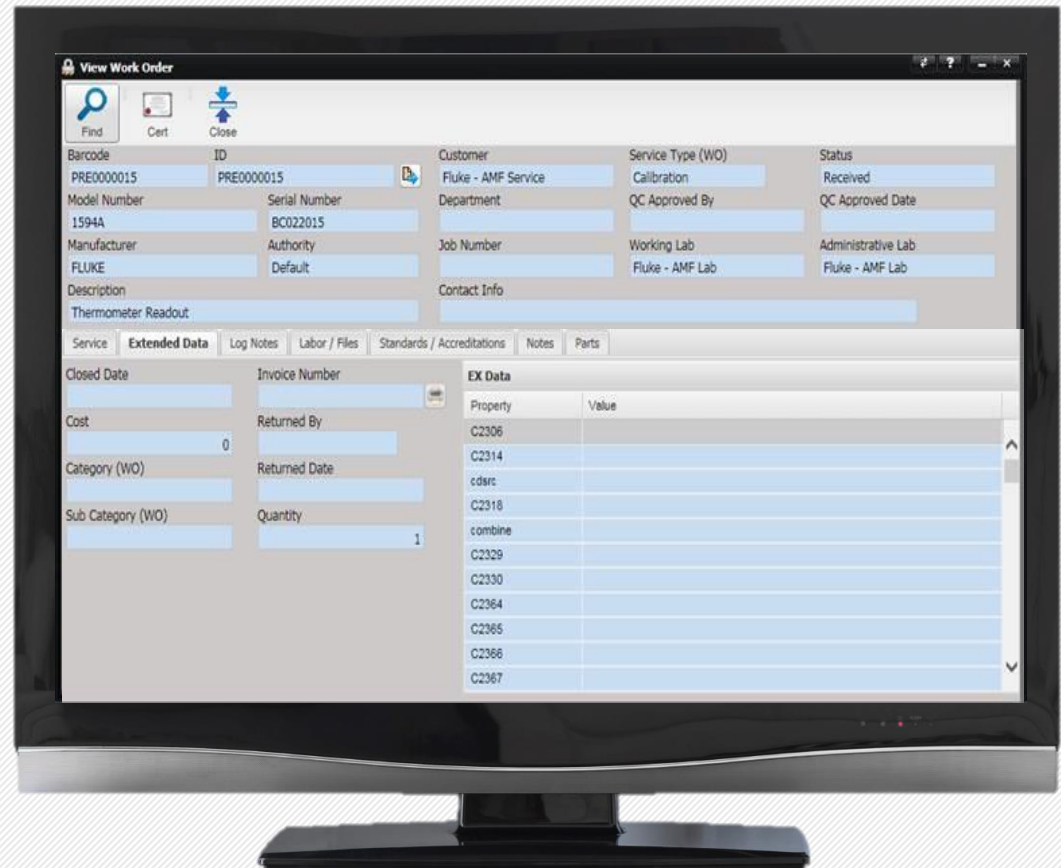 View Work Order
?
Find Cert Close
Barcode ID Customer Service Type (WO) Status
PRE0000015 PRE0000015 Fluke - AMF Service Calibration Received
Model Number Serial Number Department QC Approved By QC Approved Date
1594A BC022015
Manufacturer Authority Job Number Working Lab Administrative Lab
FLUKE Default Fluke - AMF Lab Fluke - AMF Lab
Description Contact Info
Thermometer Readout
Service Extended Data Log Notes Labor / Files Standards / Accreditations Notes Parts
Closed Date Invoice Number
Cost Returned By
0
Category (WO) Returned Date
Sub Category (WO) Quantity
1
EX Data
Property Value
C2306
C2314
cdsrc
C2318
combine
C2329
C2330
C2364
C2365
C2366
C2367